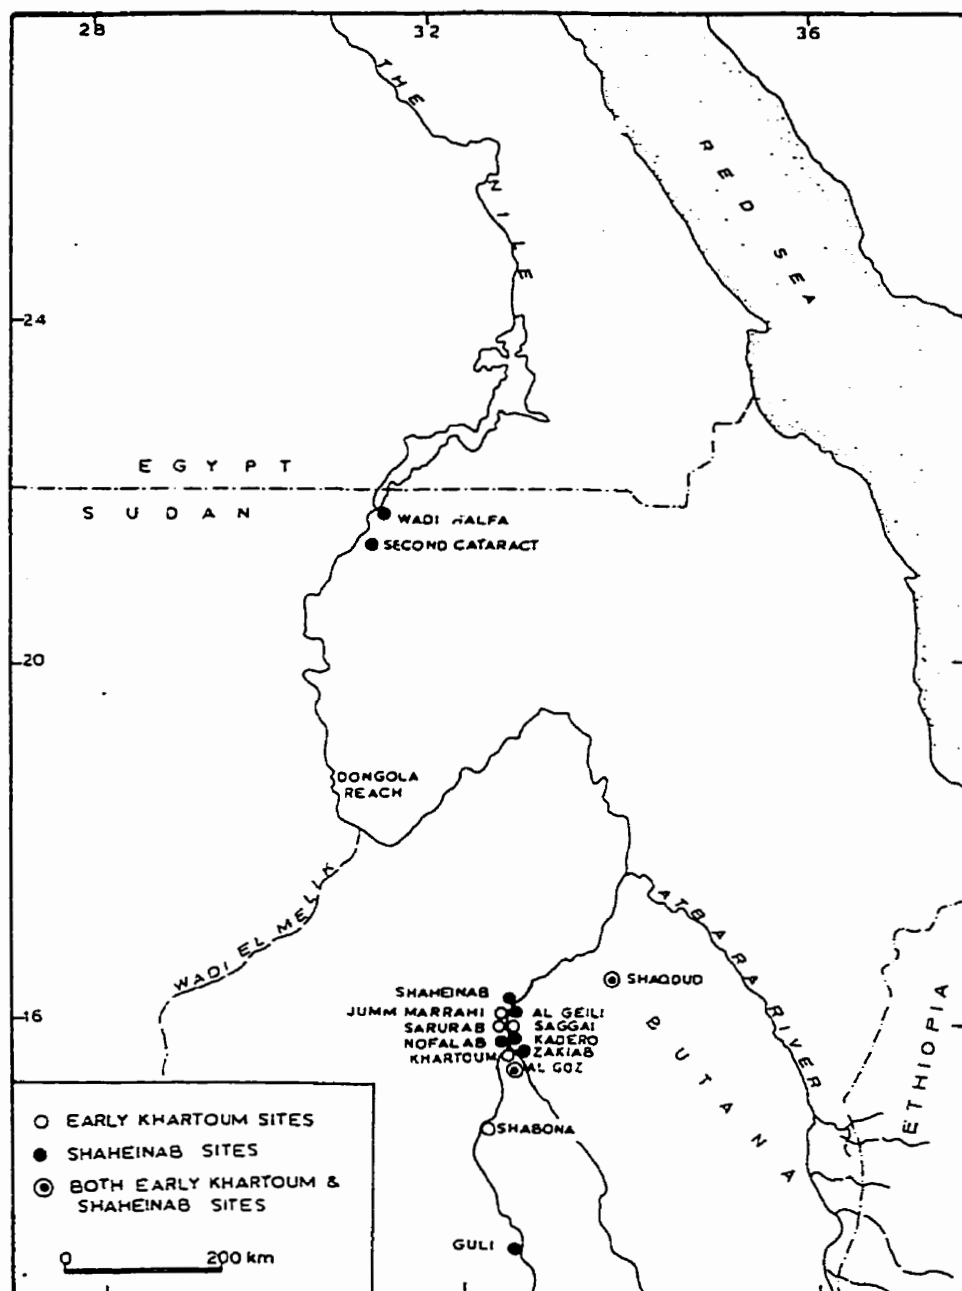 28
32
36
THE
NILE
RED SEA
24
EGYPT
SUDAN
WADI HALFA
SECOND CATARACT
20
DONGOLA
REACH
WADI EL MELIK
ATBARA RIVER
SHAQDUD
SHAHEINAB
JUMM MARRAHI
AL GEILI
16
SARURAB
SAGGAI
NOFALAB
KADERO
KHARTOUM
ZAKIAB
AL GOZ
BUTANA
ETHIOPIA
SHABONA
GULI
EARLY KHARTOUM SITES
SHAHEINAB SITES
BOTH EARLY KHARTOUM &
SHAHEINAB SITES
0 200 km